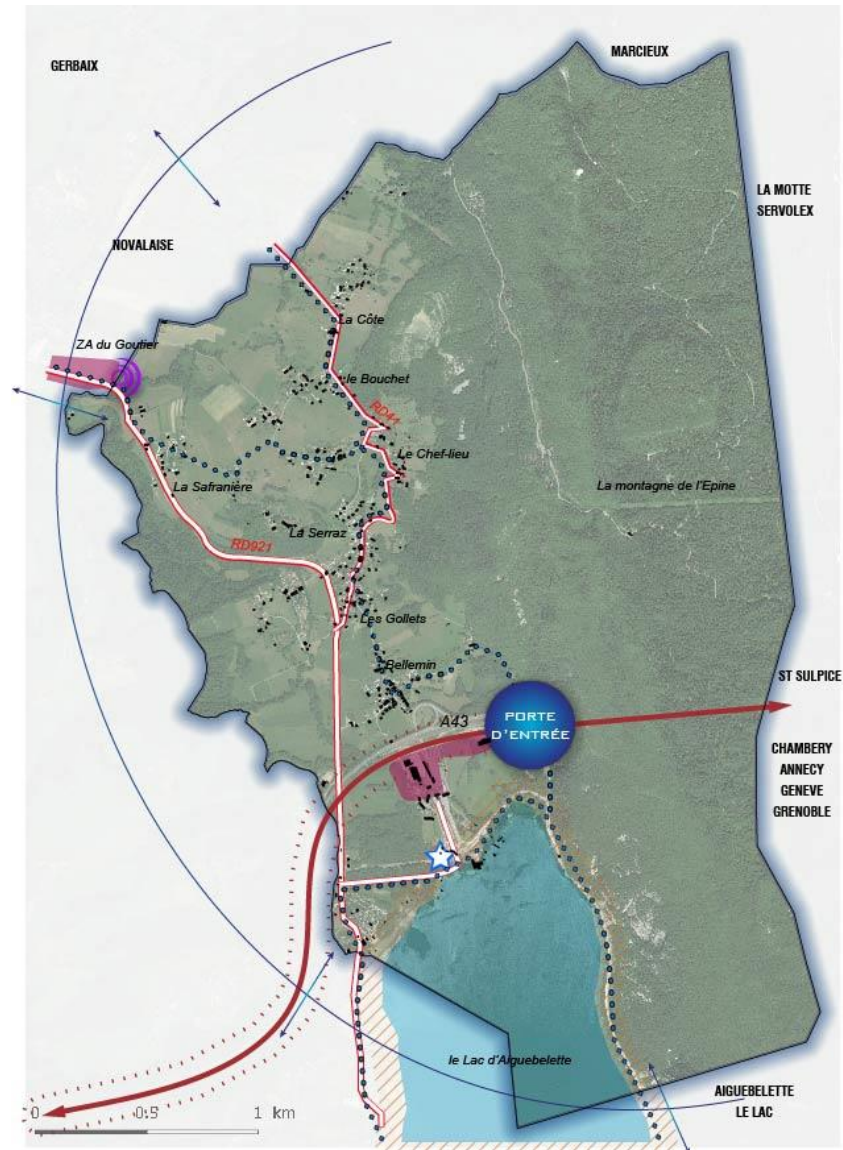 GERBAIX
MARCIEUX
LA MOTTE
SERVOLEX
NOVALAISE
ZA du Goutier
La Côte
le Bouchet
RD41
Le Chef-lieu
La Safranière
La montagne de l'Epine
La Serraz
RD921
Les Gollets
Bellemin
ST SULPICE
A43
PORTE
D'ENTRÉE
CHAMBERY
ANNECY
GENEVE
GRENOBLE
le Lac d'Aiguebelette
AIGUEBELETTE
LE LAC
0 0.5 1 km